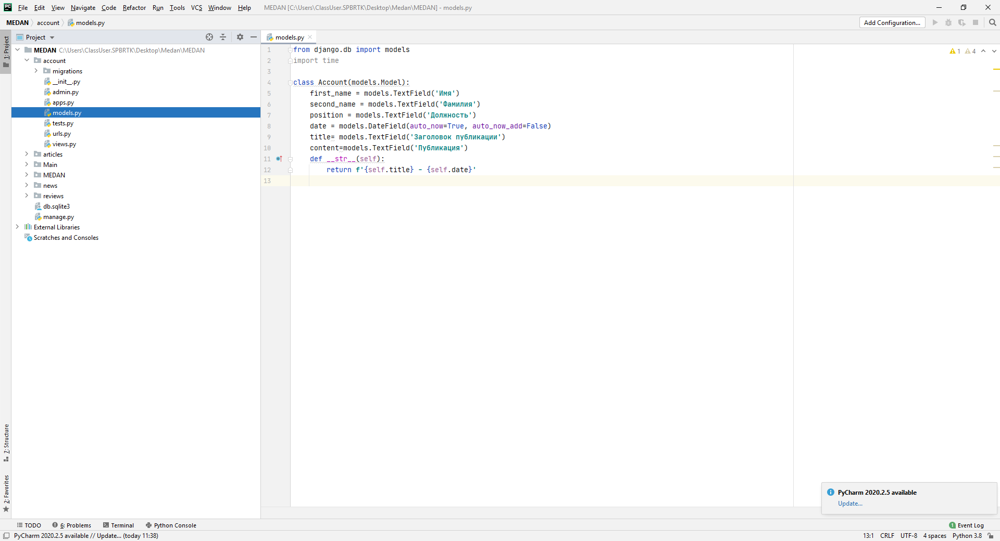 PC File Edit View Navigate Code Refactor Run Tools VCS Window Help MEDAN [C:\Users\ClassUser.SPBRTK\Desktop\Medan\MEDAN] - models.py
MEDAN account models.py Add Configuration...
1: Project
Project
models.py
MEDAN C:\Users\ClassUser.SPBRTK\Desktop\Medan\MEDAN
account
migrations
__init__.py
admin.py
apps.py
models.py
tests.py
urls.py
views.py
articles
Main
MEDAN
news
reviews
db.sqlite3
manage.py
External Libraries
Scratches and Consoles
1 from django.db import models
2 import time
3
4 class Account(models.Model):
5 first_name = models.TextField('Имя')
6 second_name = models.TextField('Фамилия')
7 position = models.TextField('Должность')
8 date = models.DateField(auto_now=True, auto_now_add=False)
9 title= models.TextField('Заголовок публикации')
10 content=models.TextField('Публикация')
11 def __str__(self):
12 return f'{self.title} - {self.date}'
13
1 4
7: Structure
2: Favorites
PyCharm 2020.2.5 available
Update...
TODO 6: Problems Terminal Python Console 1 Event Log
PyCharm 2020.2.5 available // Update... (today 11:38) 13:1 CRLF UTF-8 4 spaces Python 3.8